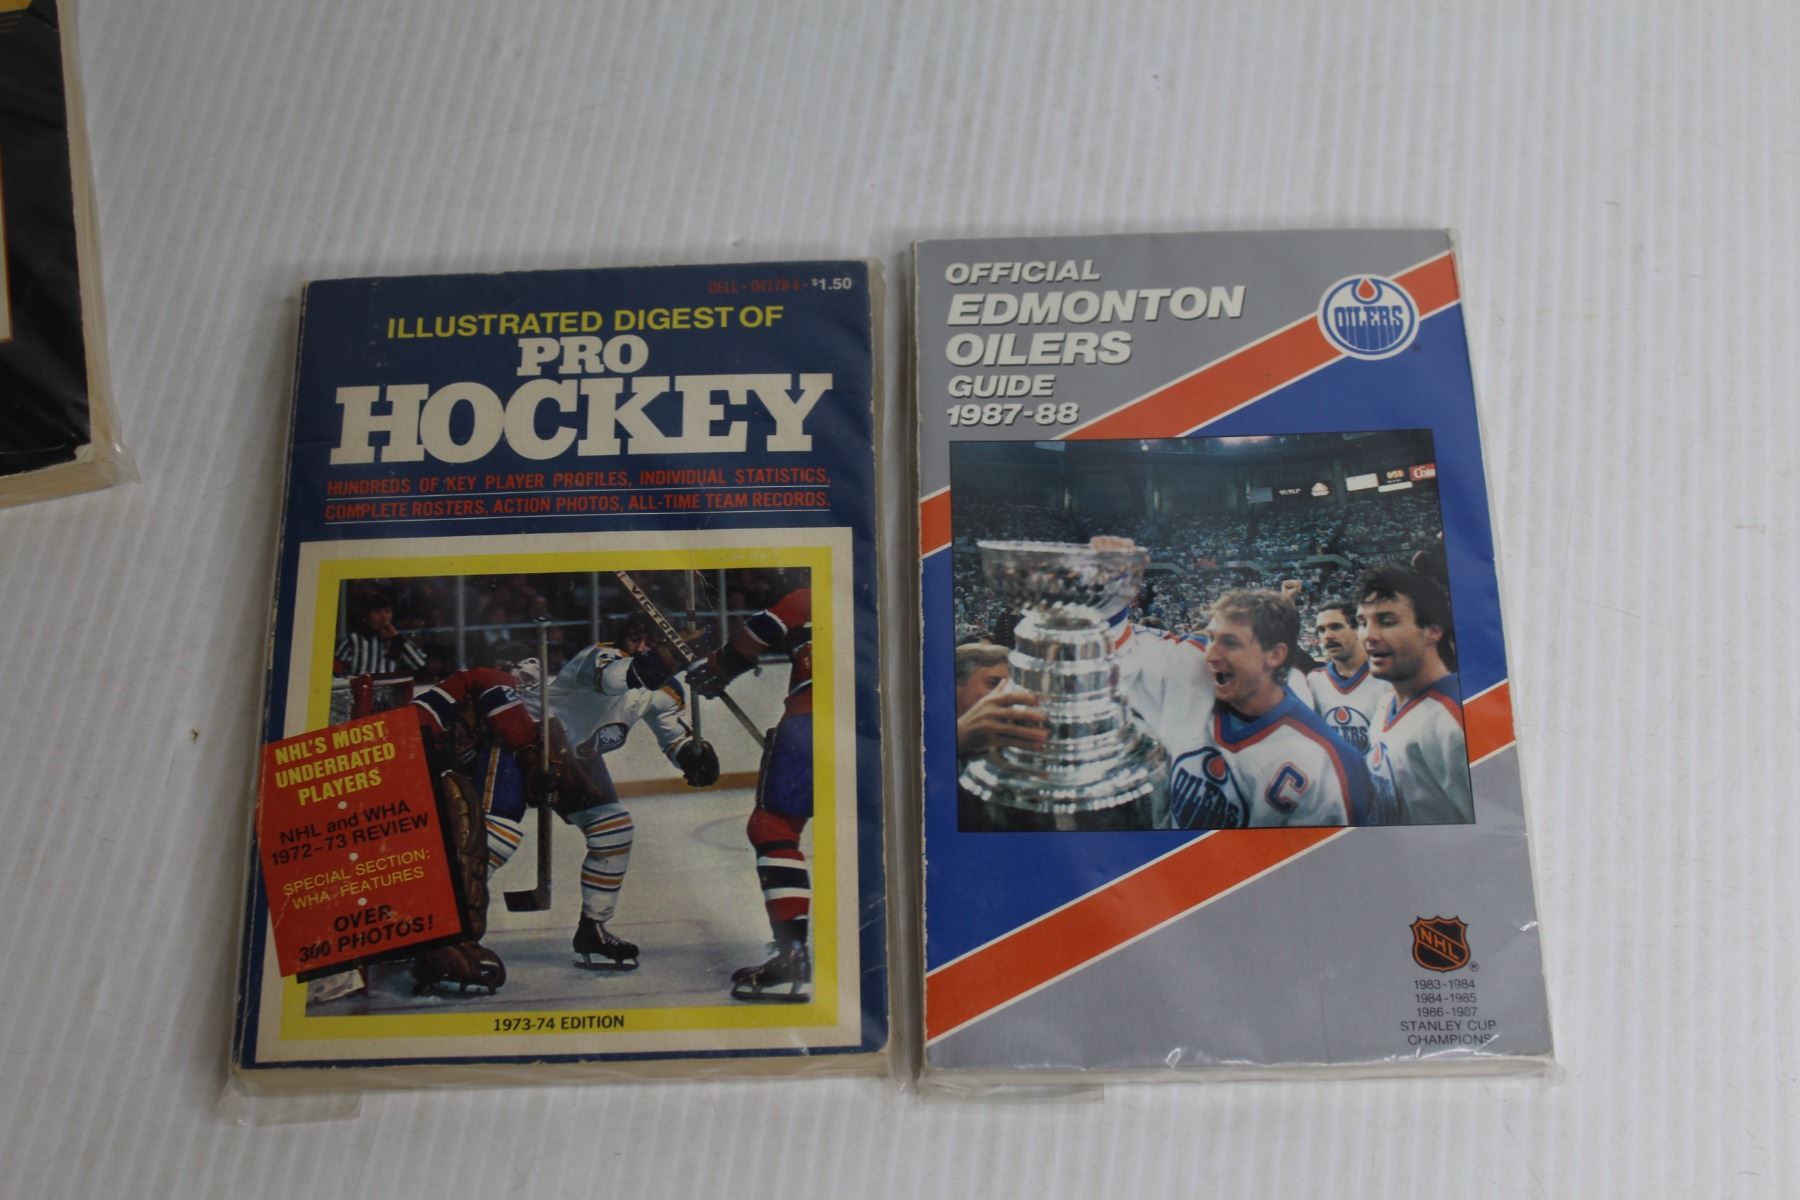 DELL • 04178-4 • $1.50
ILLUSTRATED DIGEST OF
PRO
HOCKEY
HUNDREDS OF KEY PLAYER PROFILES, INDIVIDUAL STATISTICS,
COMPLETE ROSTERS, ACTION PHOTOS, ALL-TIME TEAM RECORDS.
VICTORIA
NHL'S MOST
UNDERRATED
PLAYERS
•
NHL and WHA
1972-73 REVIEW
•
SPECIAL SECTION:
WHA FEATURES
•
OVER
300 PHOTOS!
1973-74 EDITION
OFFICIAL
EDMONTON
OILERS
GUIDE
1987-88
OILERS
OILERS
C
NHL
®
1983-1984
1984-1985
1986-1987
STANLEY CUP
CHAMPIONS